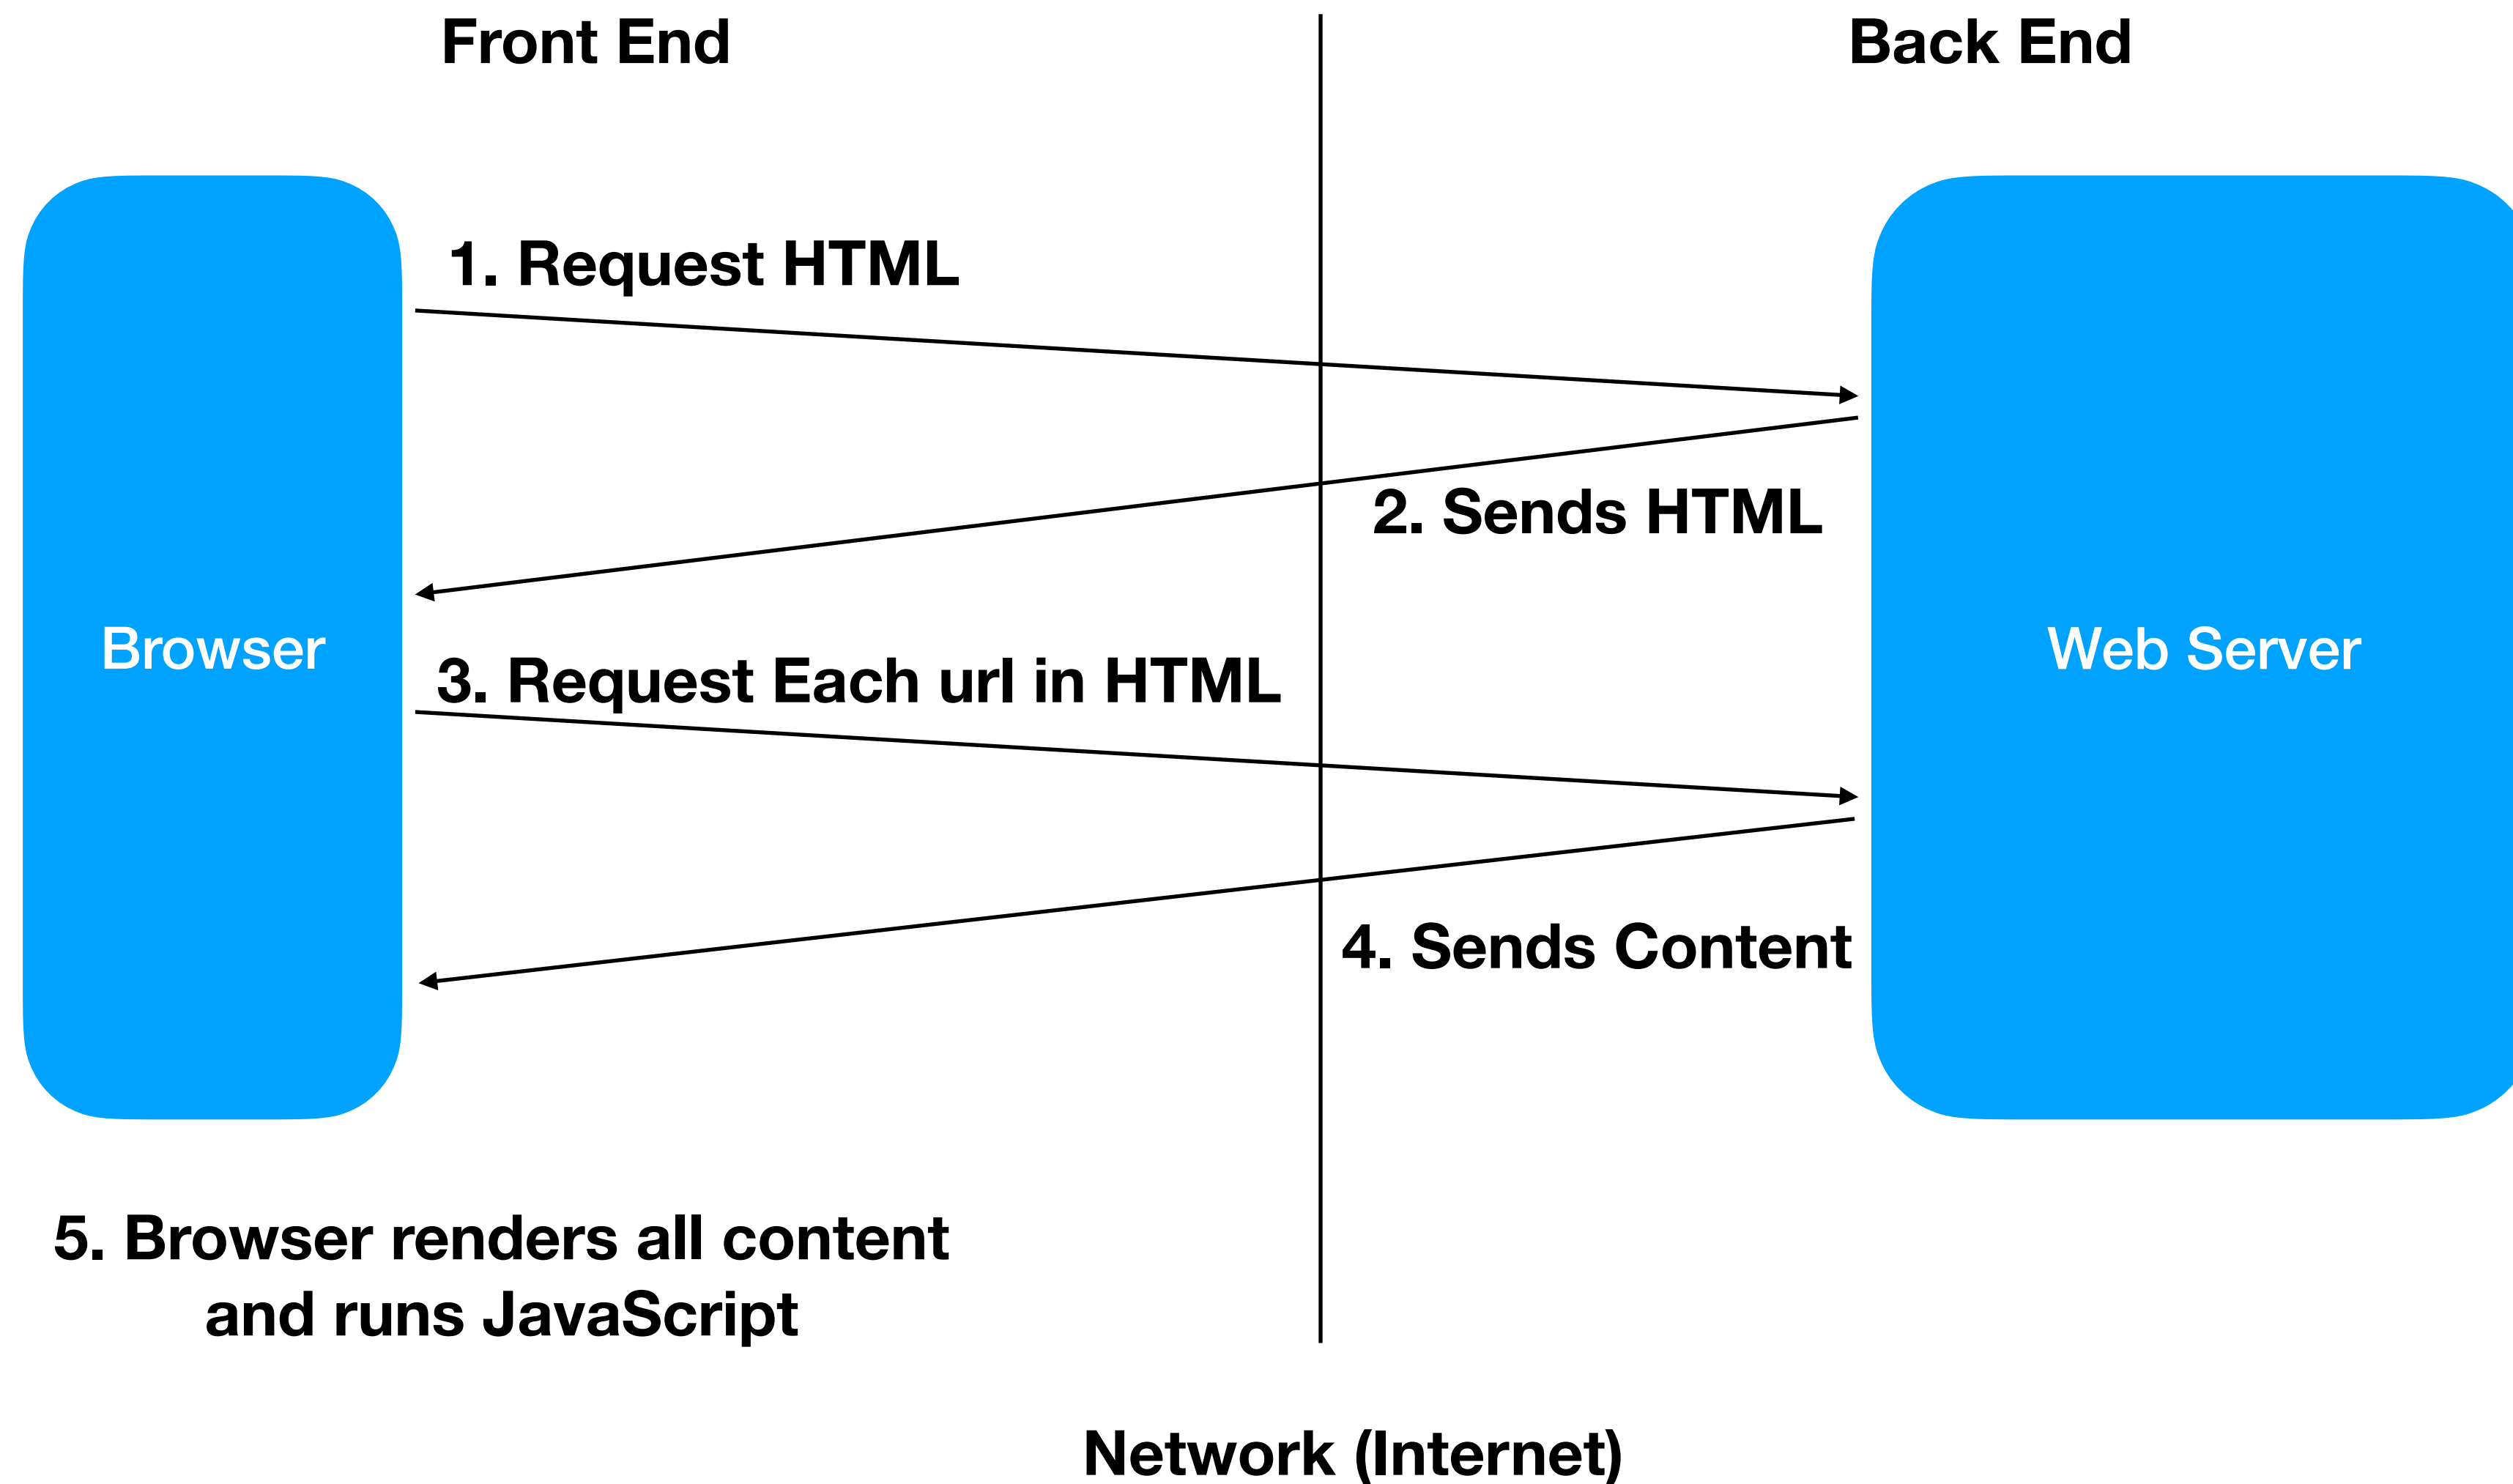 Front End
Back End
1. Request HTML
2. Sends HTML
Browser
Web Server
3. Request Each url in HTML
4. Sends Content
5. Browser renders all content
and runs JavaScript
Network (Internet)